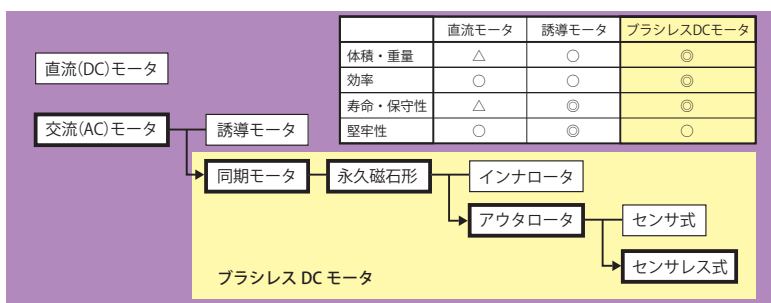 直流モータ 誘導モータ ブラシレスDCモータ
体積・重量 △ ○ ◎
効率 ○ ○ ◎
寿命・保守性 △ ◎ ◎
堅牢性 ○ ◎ ○
直流(DC)モータ
交流(AC)モータ 誘導モータ
同期モータ 永久磁石形 インナロータ
アウタロータ センサ式
センサレス式
ブラシレス DC モータ